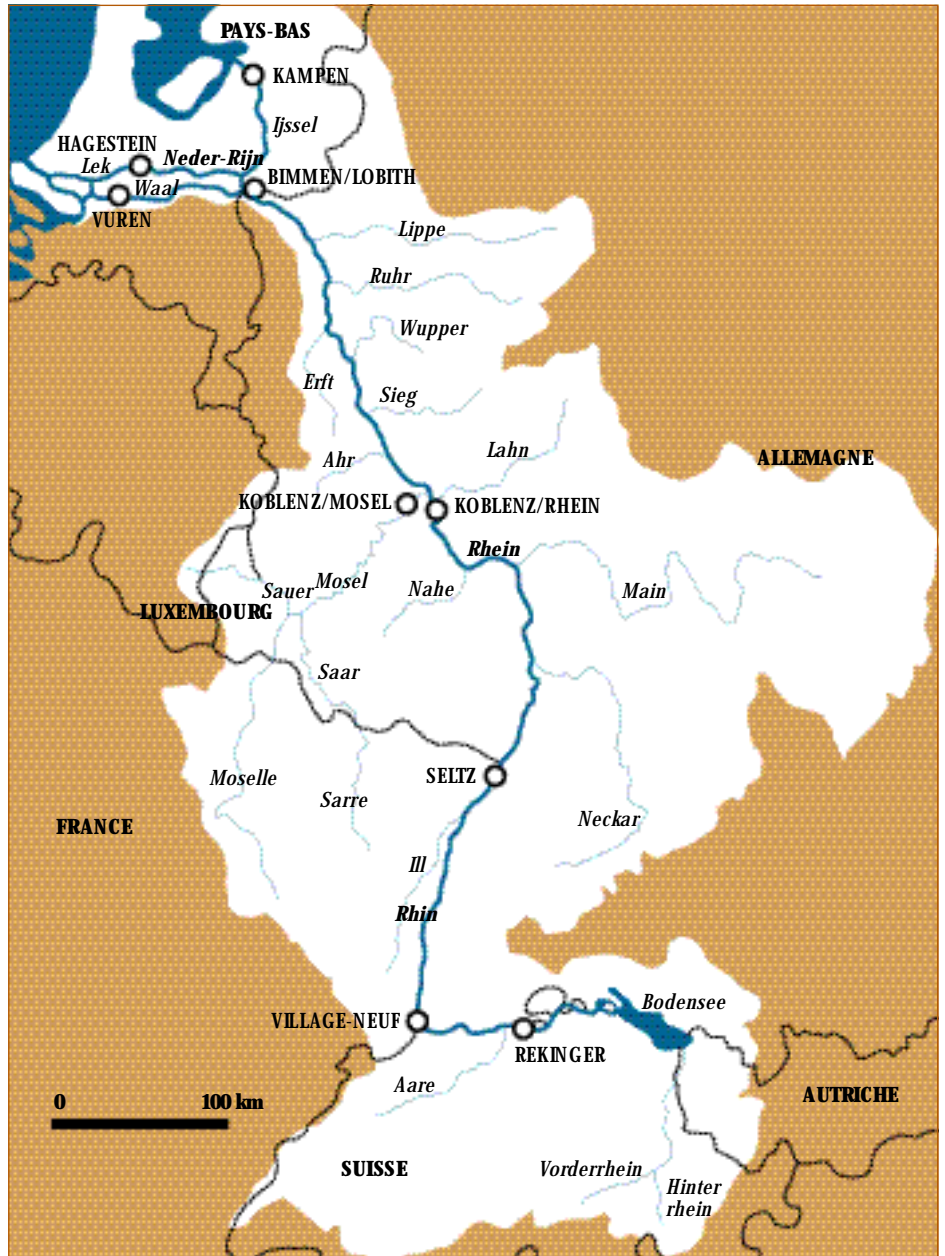 PAYS-BAS
KAMPEN
Ijssel
HAGESTEIN
Neder-Rijn
Lek
BIMMEN/LOBITH
Waal
VUREN
Lippe
Ruhr
Wupper
Erft
Sieg
Lahn
Ahr
ALLEMAGNE
KOBLENZ/MOSEL
KOBLENZ/RHEIN
Rhein
Mosel
Sauer
Nahe
Main
LUXEMBOURG
Saar
Moselle
SELTZ
Sarre
Neckar
FRANCE
Ill
Rhin
Bodensee
VILLAGE-NEUF
REKINGER
Aare
AUTRICHE
0 100 km
SUISSE
Vorderrhein
Hinter
rhein